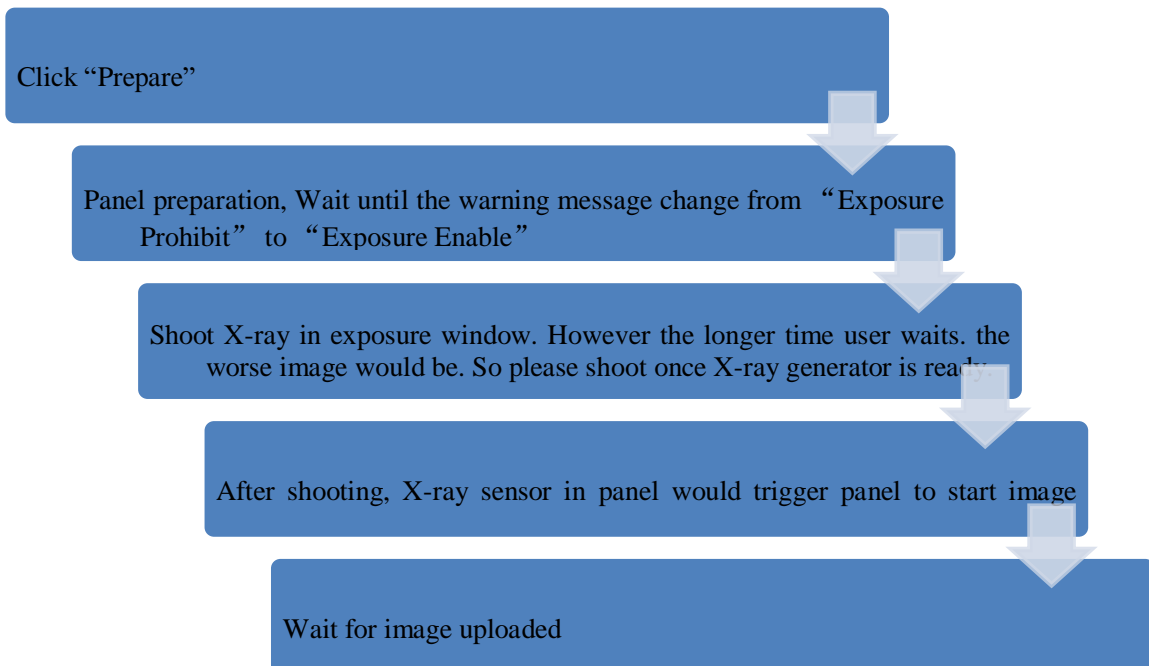 Click “Prepare”
Panel preparation, Wait until the warning message change from “Exposure
Prohibit” to “Exposure Enable”
Shoot X-ray in exposure window. However the longer time user waits. the
worse image would be. So please shoot once X-ray generator is ready.
After shooting, X-ray sensor in panel would trigger panel to start image
Wait for image uploaded